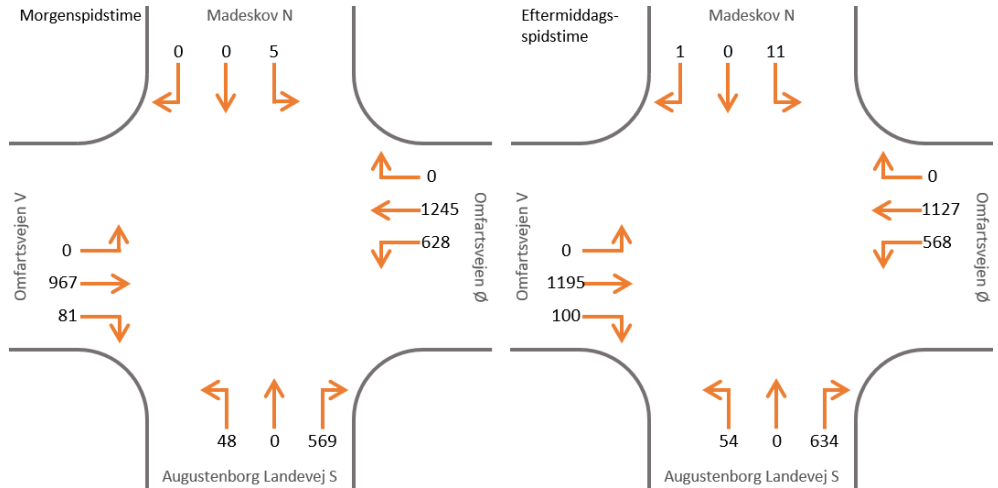 Morgenspidstime
Madeskov N
0 0 5
0
1245
628
Omfartsvejen V
Omfartsvejen Ø
0
967
81
48 0 569
Augustenborg Landevej S
Eftermiddags-
spidstime
Madeskov N
1 0 11
0
1127
568
Omfartsvejen V
Omfartsvejen Ø
0
1195
100
54 0 634
Augustenborg Landevej S